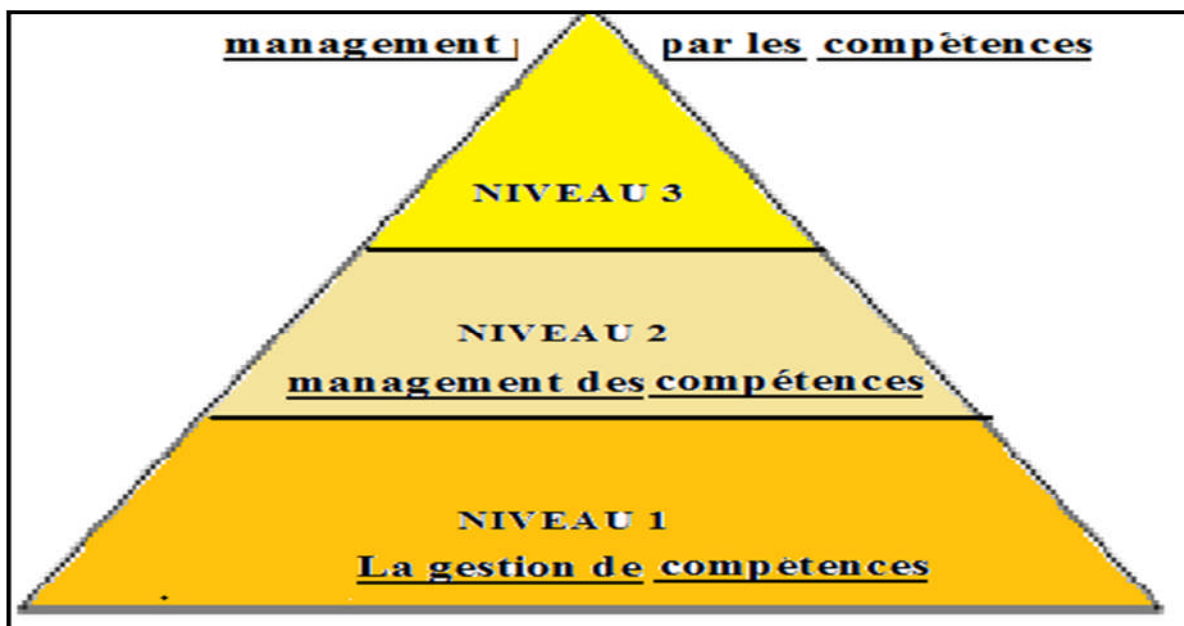 management par les compétences
NIVEAU 3
NIVEAU 2
management des compétences
NIVEAU 1
La gestion de compétences